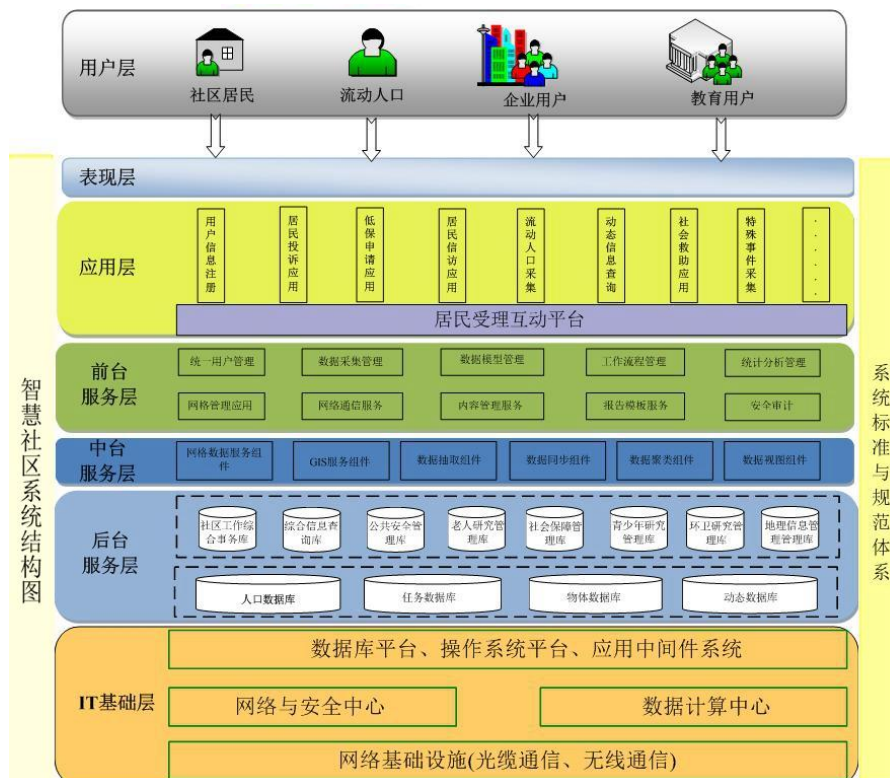 用户层
社区居民
流动人口
企业用户
教育用户
表现层
应用层
用户信息注册
居民投诉应用
低保申请应用
居民信访应用
流动人口采集
动态信息查询
社会救助应用
特殊事件采集
......
居民受理互动平台
前台
服务层
统一用户管理
数据采集管理
数据模型管理
工作流程管理
统计分析管理
网格管理应用
网络通信服务
内容管理服务
报告模板服务
安全审计
中台
服务层
网格数据服务组
件
GIS服务组件
数据抽取组件
数据同步组件
数据聚类组件
数据视图组件
后台
服务层
社区工作综
合事务库
综合信息查
询库
公共安全管
理库
老人研究管
理库
社会保障管
理库
青少年研究
管理库
环卫研究管
理库
地理信息管
理管理库
人口数据库
任务数据库
物体数据库
动态数据库
IT基础层
数据库平台、操作系统平台、应用中间件系统
网络与安全中心
数据计算中心
网络基础设施(光缆通信、无线通信)
智慧社区系统结构图
系统标准与规范体系